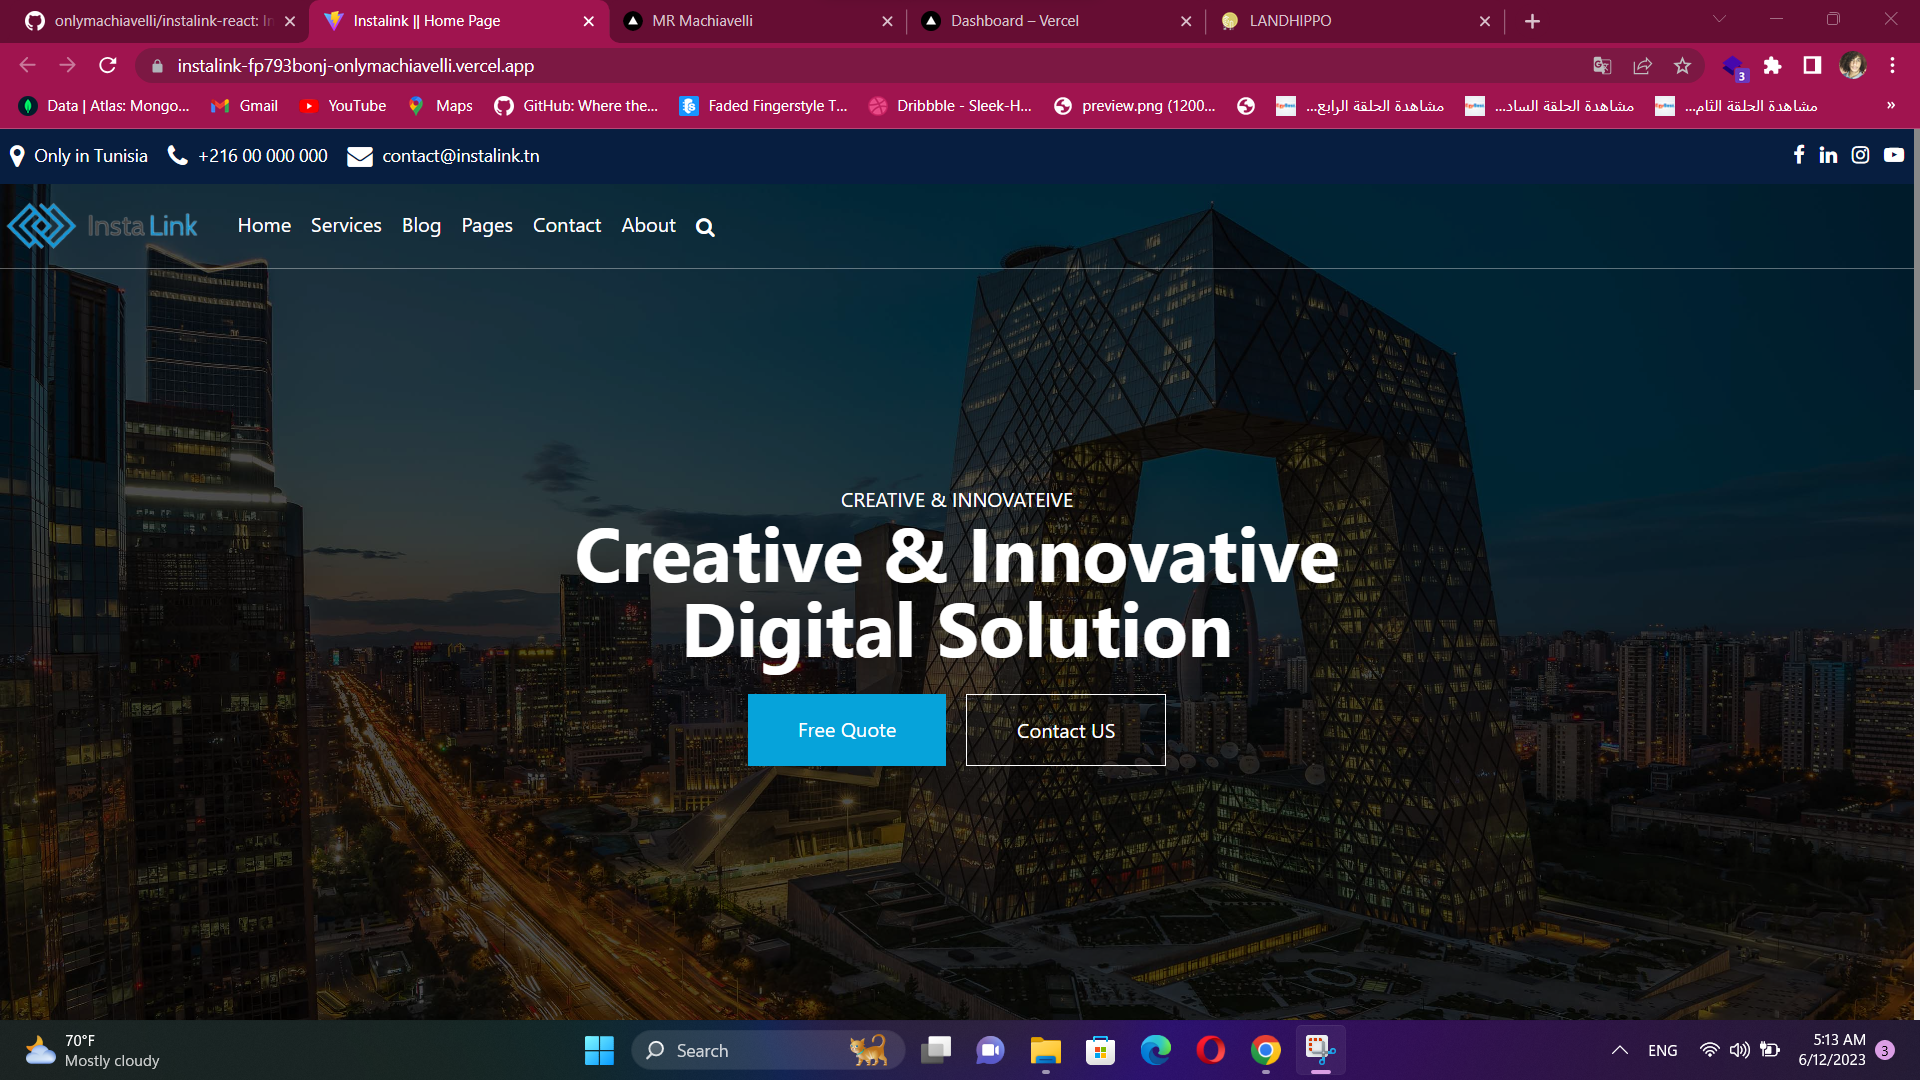 onlymachiavelli/instalink-react: In
Instalink || Home Page
MR Machiavelli
Dashboard – Vercel
LANDHIPPO
instalink-fp793bonj-onlymachiavelli.vercel.app
3
Data | Atlas: Mongo...
Gmail
YouTube
Maps
GitHub: Where the...
Faded Fingerstyle T...
Dribbble - Sleek-H...
preview.png (1200...
مشاهدة الحلقة الرابع...
مشاهدة الحلقة الساد...
مشاهدة الحلقة الثام...
»
Only in Tunisia
+216 00 000 000
contact@instalink.tn
Insta Link
Home
Services
Blog
Pages
Contact
About
CREATIVE & INNOVATEIVE
Creative & Innovative
Digital Solution
Free Quote
Contact US
70°F
Mostly cloudy
Search
ENG
5:13 AM
6/12/2023
3